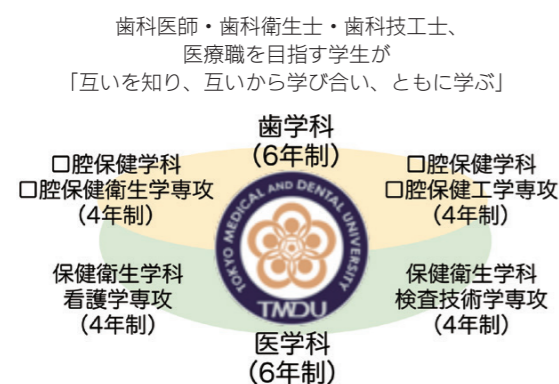 歯科医師・歯科衛生士・歯科技工士、
医療職を目指す学生が
「互いを知り、互いから学び合い、ともに学ぶ」
歯学科
(6年制)
口腔保健学科
口腔保健衛生学専攻
(4年制)
口腔保健学科
口腔保健工学専攻
(4年制)
TOKYO MEDICAL AND DENTAL UNIVERSITY
TMDU
保健衛生学科
看護学専攻
(4年制)
保健衛生学科
検査技術学専攻
(4年制)
医学科
(6年制)